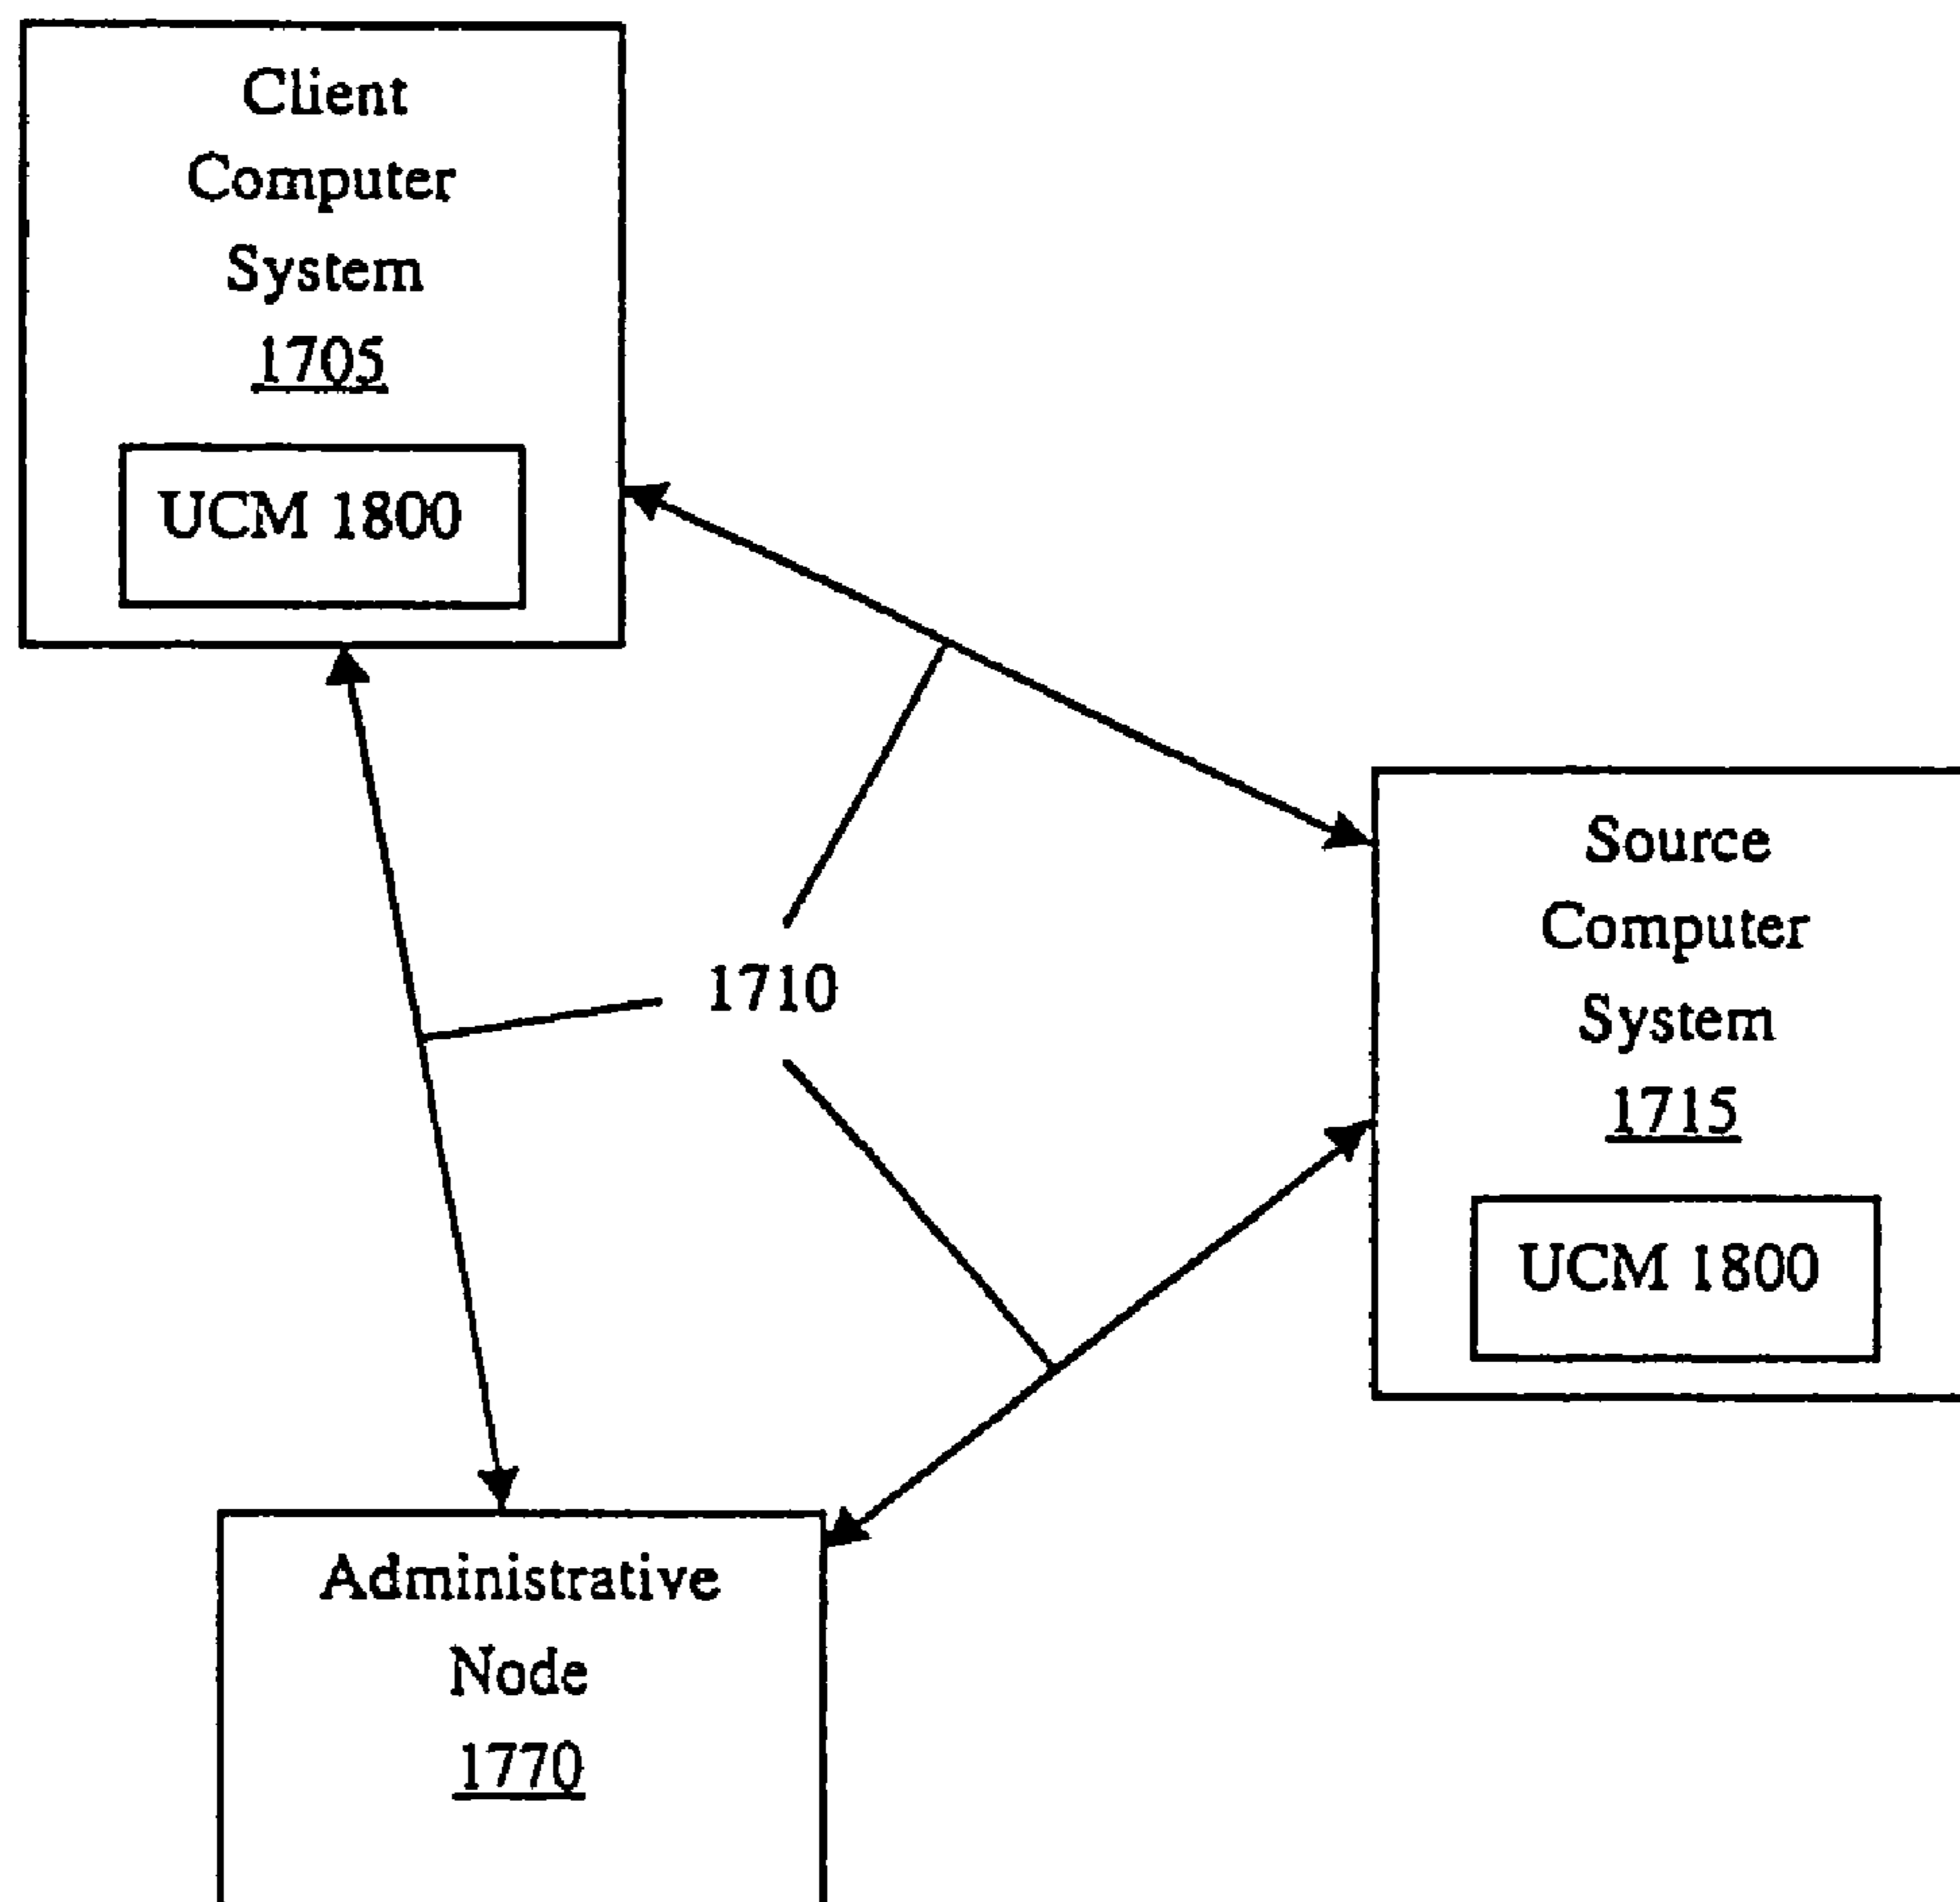 Client
Computer
System
1705
UCM 1800
1710
Source
Computer
System
1715
UCM 1800
Administrative
Node
1770